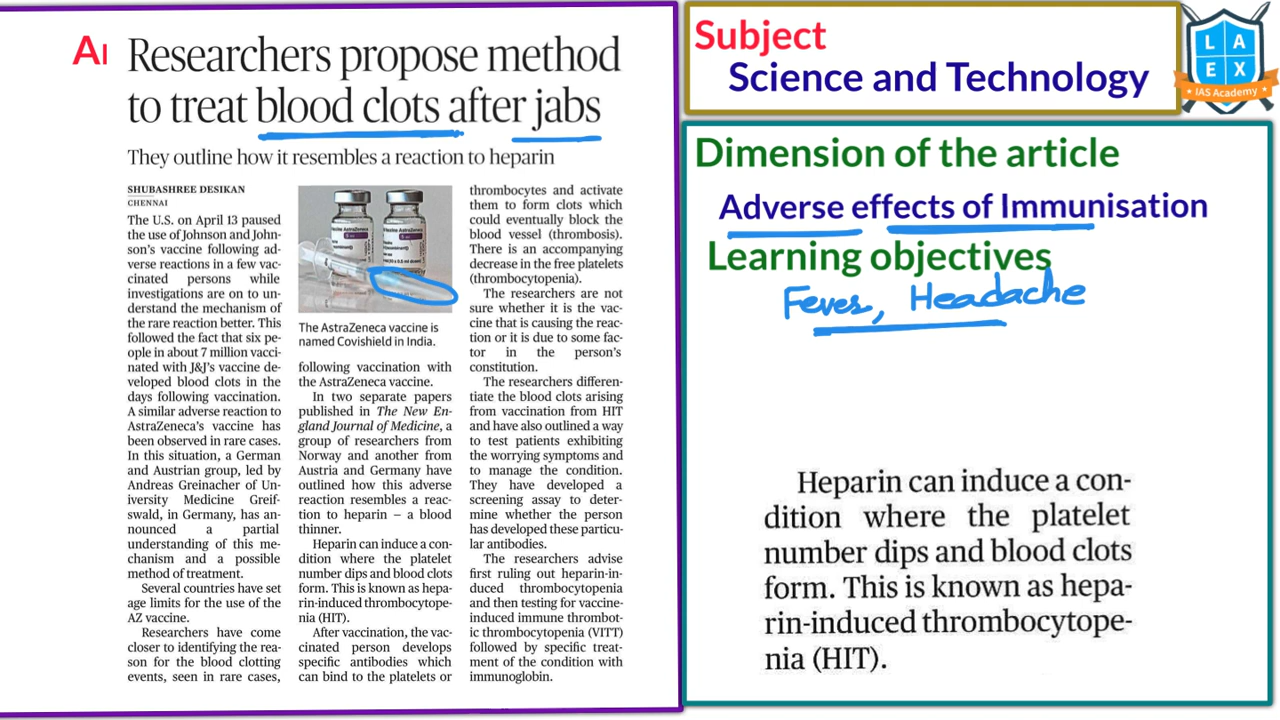 Ar
Researchers propose method
to treat blood clots after jabs
They outline how it resembles a reaction to heparin
SHUBASHREE DESIKAN
CHENNAI
The U.S. on April 13 paused
the use of Johnson and John-
son's vaccine following ad-
verse reactions in a few vac-
cinated persons while
investigations are on to un-
derstand the mechanism of
the rare reaction better. This
followed the fact that six peo-
ple in about 7 million vacci-
nated with J&J's vaccine de-
veloped blood clots in the
days following vaccination.
A similar adverse reaction to
AstraZeneca's vaccine has
been observed in rare cases.
In this situation, a German
and Austrian group, led by
Andreas Greinacher of Un-
iversity Medicine Greif-
swald, in Germany, has an-
nounced a partial
understanding of this me-
chanism and a possible
method of treatment.
Several countries have set
age limits for the use of the
AZ vaccine.
Researchers have come
closer to identifying the rea-
son for the blood clotting
events, seen in rare cases,
The AstraZeneca vaccine is
named Covishield in India.
following vaccination with
the AstraZeneca vaccine.
In two separate papers
published in The New En-
gland Journal of Medicine, a
group of researchers from
Norway and another from
Austria and Germany have
outlined how this adverse
reaction resembles a reac-
tion to heparin – a blood
thinner.
Heparin can induce a con-
dition where the platelet
number dips and blood clots
form. This is known as hepa-
rin-induced thrombocytope-
nia (HIT).
After vaccination, the vac-
cinated person develops
specific antibodies which
can bind to the platelets or
thrombocytes and activate
them to form clots which
could eventually block the
blood vessel (thrombosis).
There is an accompanying
decrease in the free platelets
(thrombocytopenia).
The researchers are not
sure whether it is the vac-
cine that is causing the reac-
tion or it is due to some fac-
tor in the person's
constitution.
The researchers differen-
tiate the blood clots arising
from vaccination from HIT
and have also outlined a way
to test patients exhibiting
the worrying symptoms and
to manage the condition.
They have developed a
screening assay to deter-
mine whether the person
has developed these particu-
lar antibodies.
The researchers advise
first ruling out heparin-in-
duced thrombocytopenia
and then testing for vaccine-
induced immune thrombot-
ic thrombocytopenia (VITT)
followed by specific treat-
ment of the condition with
immunoglobin.
Subject
Science and Technology
LA
EX
IAS Academy
Dimension of the article
Adverse effects of Immunisation
Learning objectives
Fever, Headache
Heparin can induce a con-
dition where the platelet
number dips and blood clots
form. This is known as hepa-
rin-induced thrombocytope-
nia (HIT).